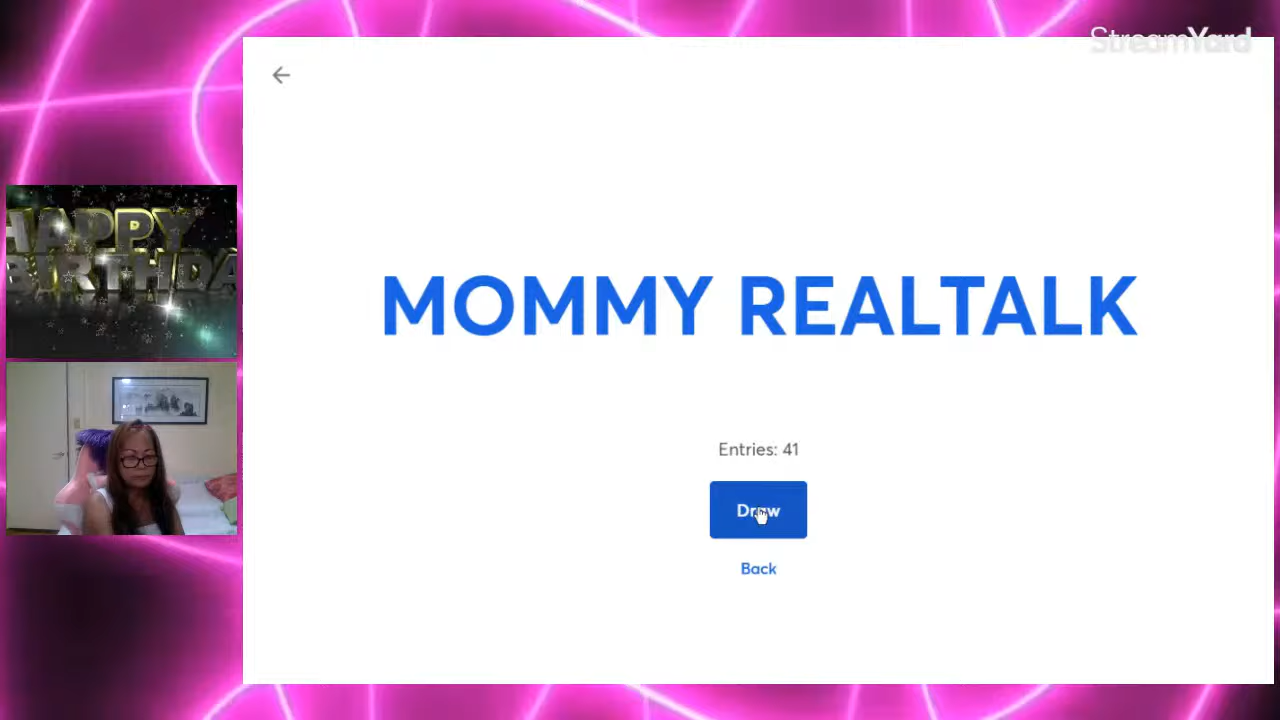 StreamYard
HAPPY
BIRTHDA
MOMMY REALTALK
Entries: 41
Draw
Back